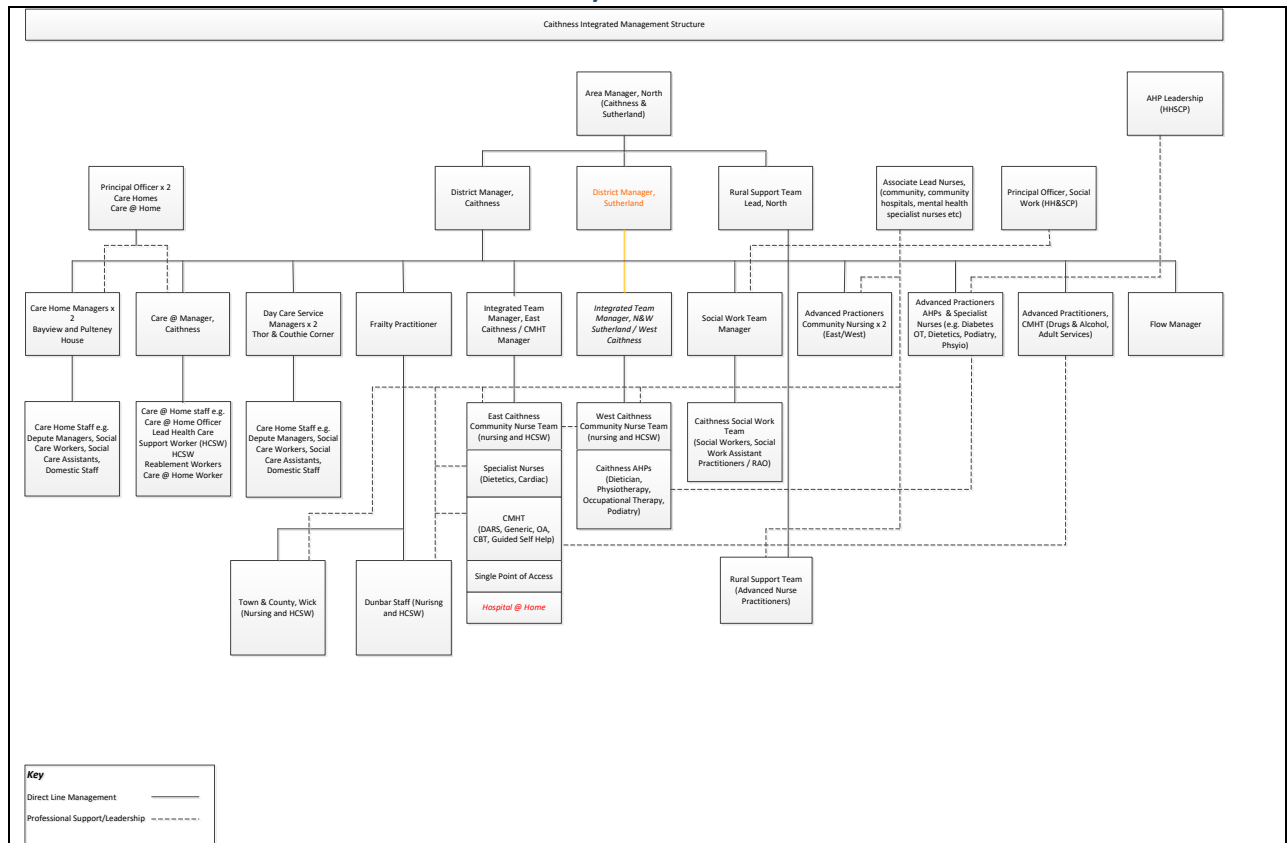 Caithness Integrated Management Structure
Area Manager, North
(Caithness &
Sutherland)
AHP Leadership
(HHSCP)
Principal Officer x 2
Care Homes
Care @ Home
District Manager,
Caithness
District Manager,
Sutherland
Rural Support Team
Lead, North
Associate Lead Nurses,
(community, community
hospitals, mental health
specialist nurses etc)
Principal Officer, Social
Work (HH&SCP)
Care Home Managers x
2
Bayview and Pulteney
House
Care @ Manager,
Caithness
Day Care Service
Managers x 2
Thor & Couthie Corner
Frailty Practitioner
Integrated Team
Manager, East
Caithness / CMHT
Manager
Integrated Team
Manager, N&W
Sutherland / West
Caithness
Social Work Team
Manager
Advanced Practioners
Community Nursing x 2
(East/West)
Advanced Practioners
AHPs & Specialist
Nurses (e.g. Diabetes
OT, Dietetics, Podiatry,
Phsyio)
Advanced Practioners,
CMHT (Drugs & Alcohol,
Adult Services)
Flow Manager
Care Home Staff e.g.
Depute Managers, Social
Care Workers, Social
Care Assistants,
Domestic Staff
Care @ Home staff e.g.
Care @ Home Officer
Lead Health Care
Support Worker (HCSW)
HCSW
Reablement Workers
Care @ Home Worker
Care Home Staff e.g.
Depute Managers, Social
Care Workers, Social
Care Assistants,
Domestic Staff
East Caithness
Community Nurse Team
(nursing and HCSW)
West Caithness
Community Nurse Team
(nursing and HCSW)
Caithness Social Work
Team
(Social Workers, Social
Work Assistant
Practitioners / RAO)
Specialist Nurses
(Dietetics, Cardiac)
Caithness AHPs
(Dietician,
Physiotherapy,
Occupational Therapy,
Podiatry)
CMHT
(DARS, Generic, OA,
CBT, Guided Self Help)
Single Point of Access
Hospital @ Home
Town & County, Wick
(Nursing and HCSW)
Dunbar Staff (Nurisng
and HCSW)
Rural Support Team
(Advanced Nurse
Practitioners)
Key
Direct Line Management
Professional Support/Leadership